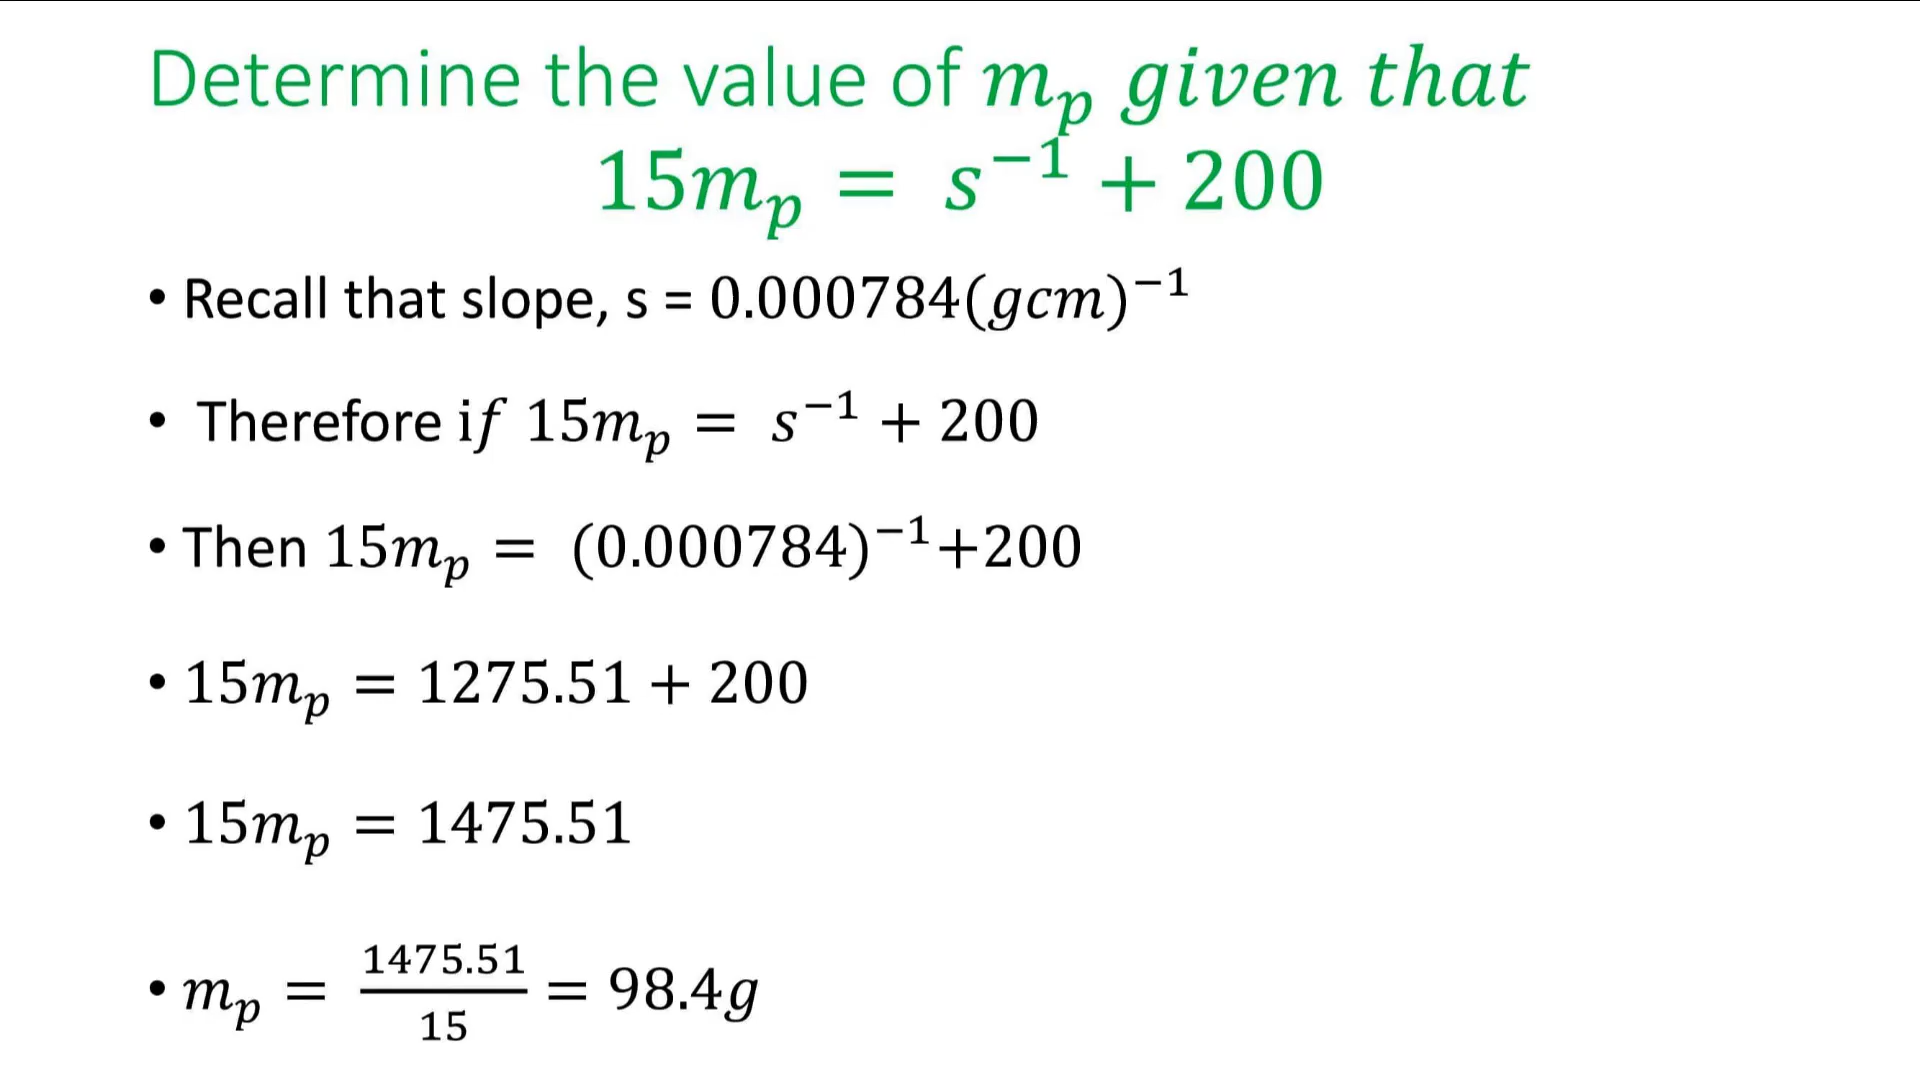 Determine the value of $m_p$ given that
$15m_p = s^{-1} + 200$
• Recall that slope, s = $0.000784(gcm)^{-1}$
• Therefore if $15m_p = s^{-1} + 200$
• Then $15m_p = (0.000784)^{-1}+200$
• $15m_p = 1275.51 + 200$
• $15m_p = 1475.51$
• $m_p = \frac{1475.51}{15} = 98.4g$